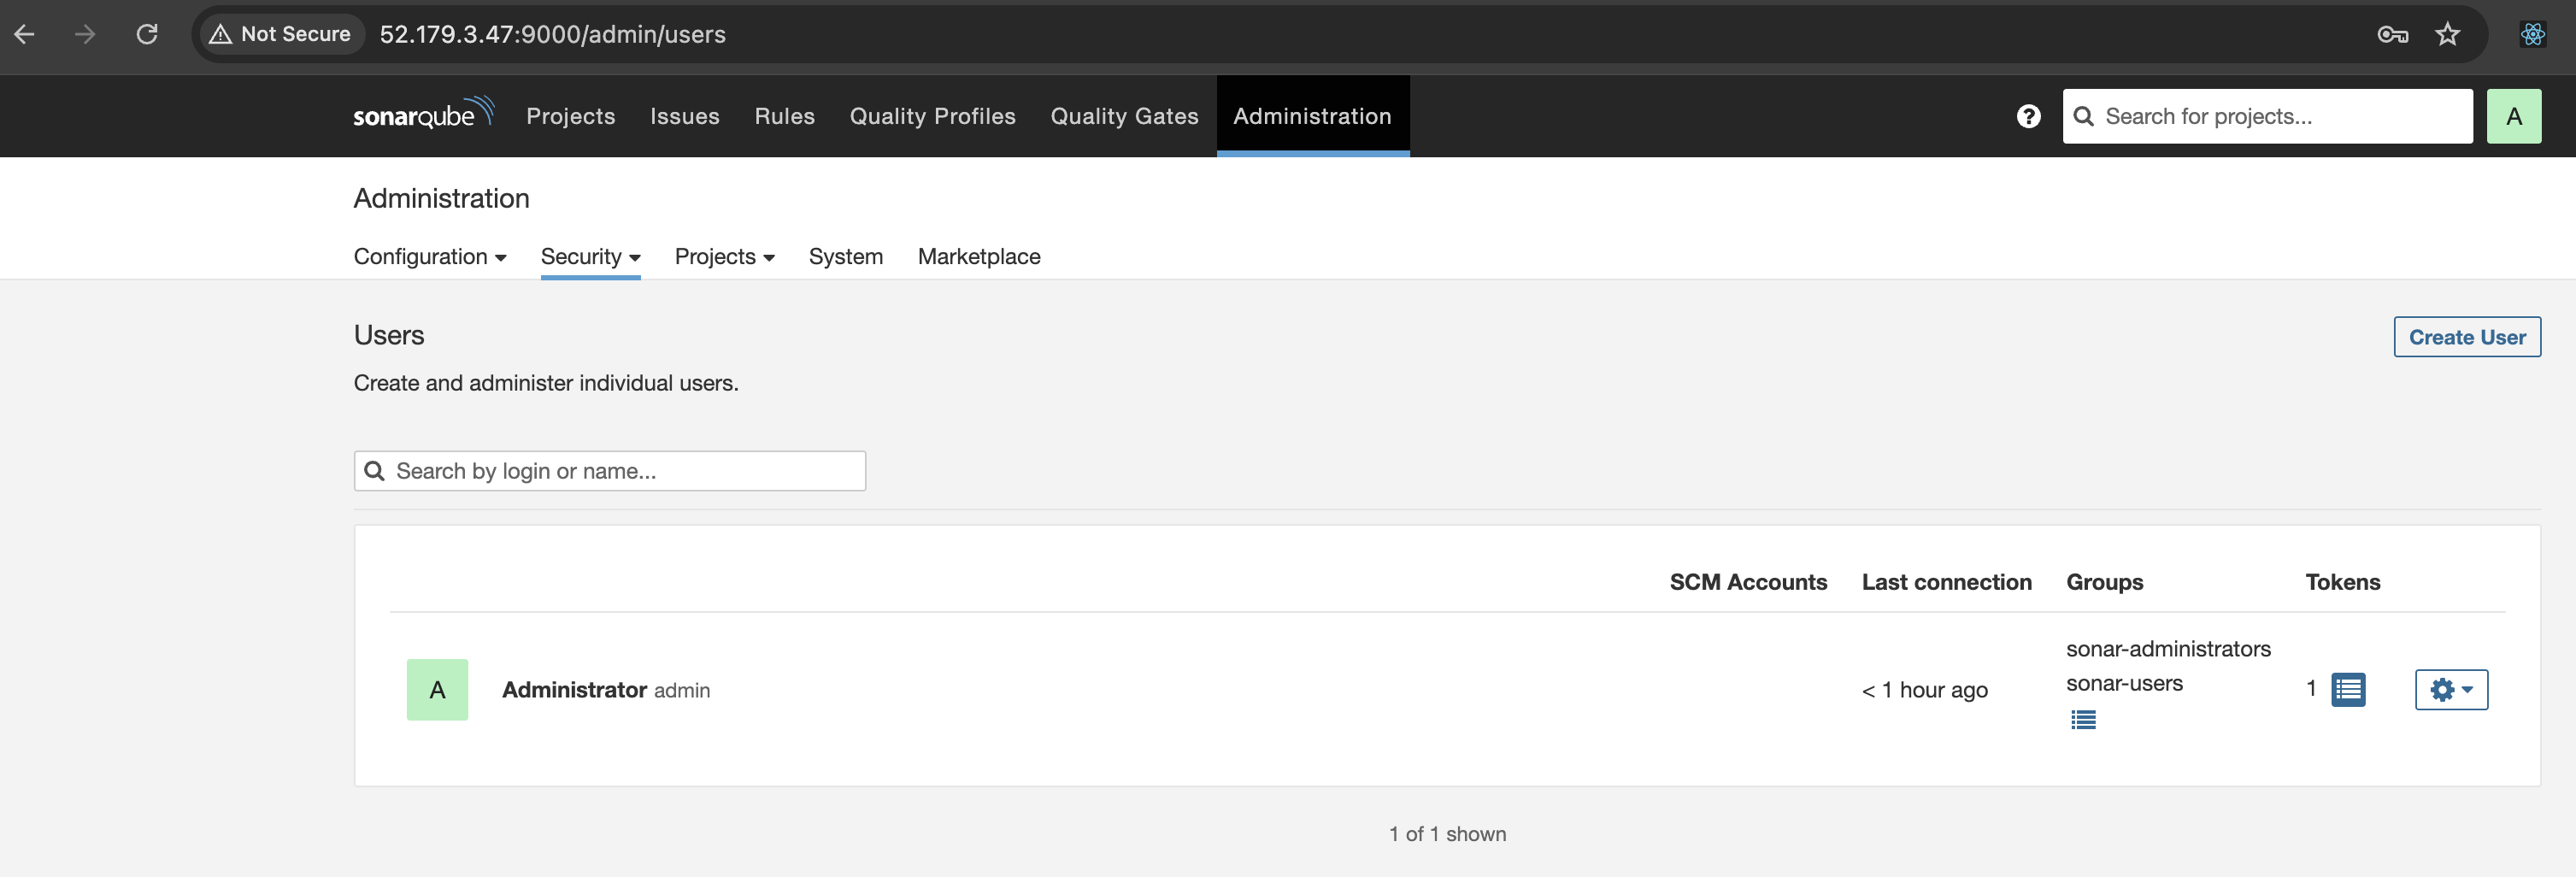 Not Secure 52.179.3.47:9000/admin/users
sonarqube Projects Issues Rules Quality Profiles Quality Gates Administration ? Search for projects... A
Administration
Configuration Security Projects System Marketplace
Users
Create User
Create and administer individual users.
Search by login or name...
SCM Accounts Last connection Groups Tokens
A Administrator admin < 1 hour ago sonar-administrators 1
sonar-users
1 of 1 shown